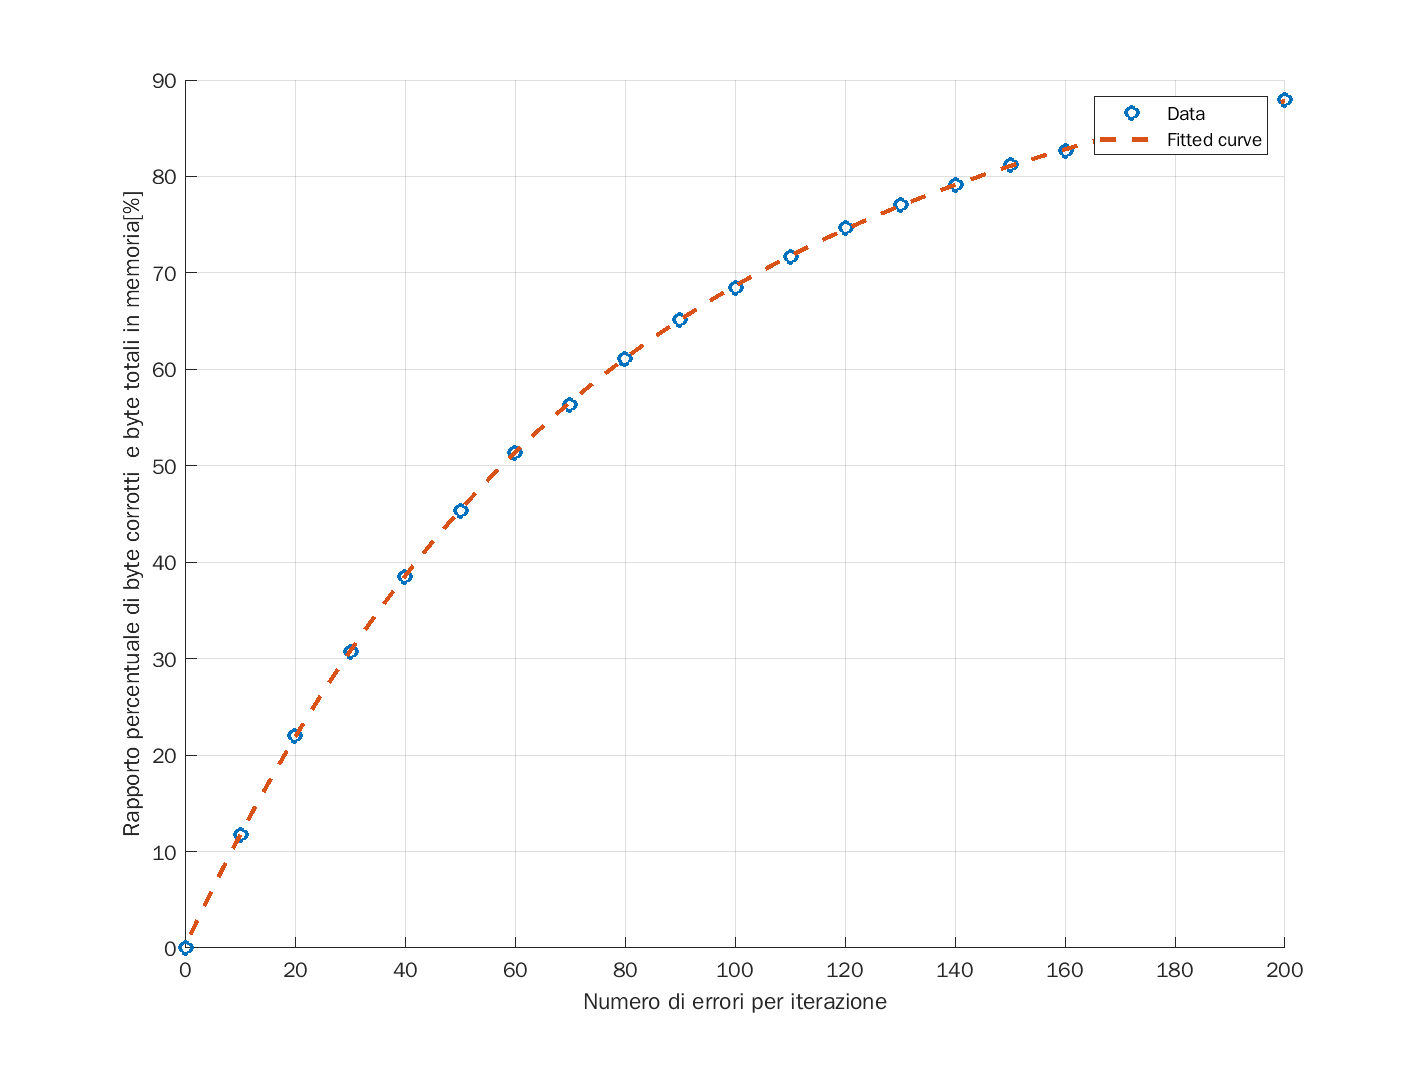 90
80
70
60
50
40
30
20
10
0
Rapporto percentuale di byte corrotti e byte totali in memoria[%]
Data
Fitted curve
0 20 40 60 80 100 120 140 160 180 200
Numero di errori per iterazione